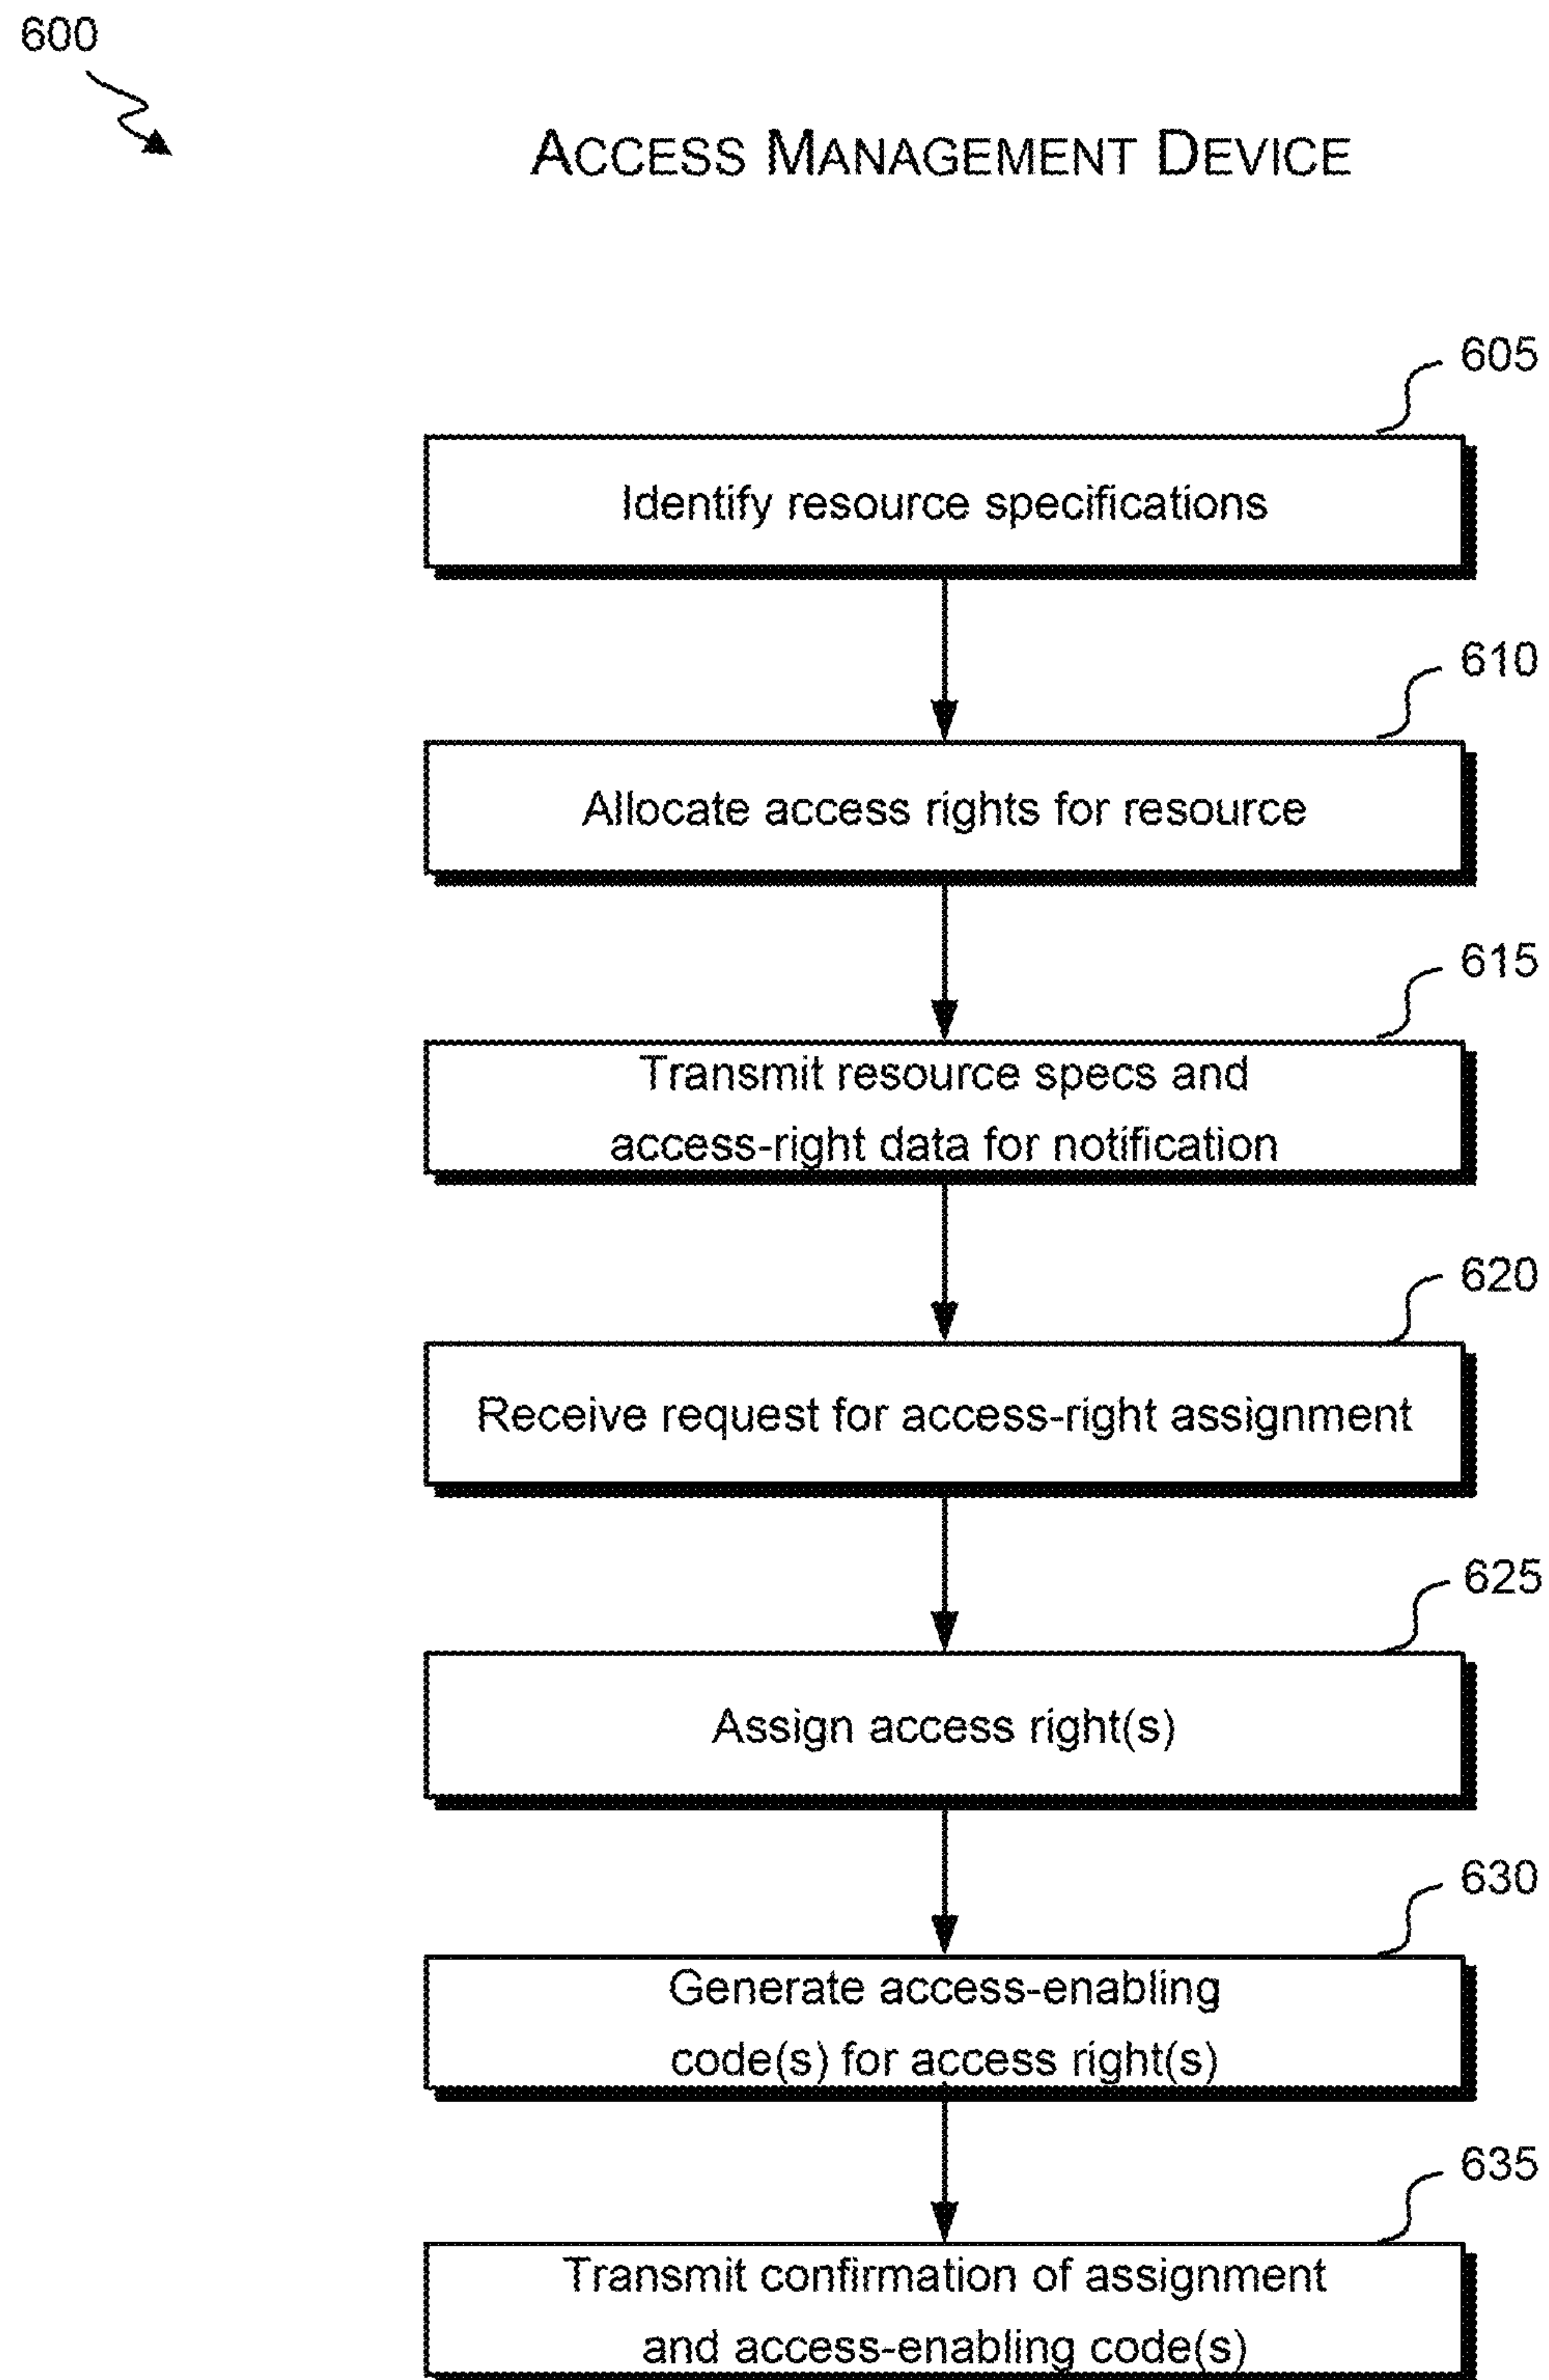 600
ACCESS MANAGEMENT DEVICE
605
Identify resource specifications
610
Allocate access rights for resource
615
Transmit resource specs and
access-right data for notification
620
Receive request for access-right assignment
625
Assign access right(s)
630
Generate access-enabling
code(s) for access right(s)
635
Transmit confirmation of assignment
and access-enabling code(s)